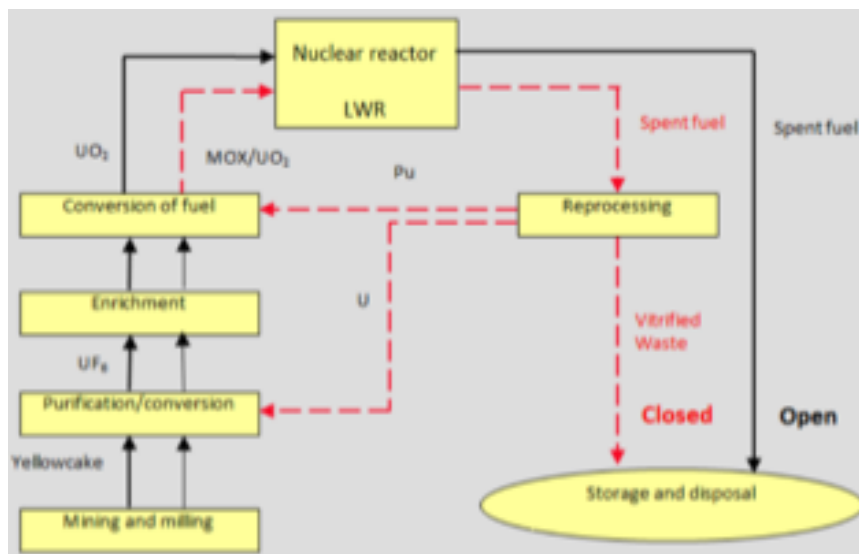 Nuclear reactor
LWR
UO₂
MOX/UO₂
Spent fuel
Spent fuel
Pu
Conversion of fuel
Reprocessing
Enrichment
U
Vitrified
Waste
UF₆
Purification/conversion
Closed
Open
Yellowcake
Storage and disposal
Mining and milling